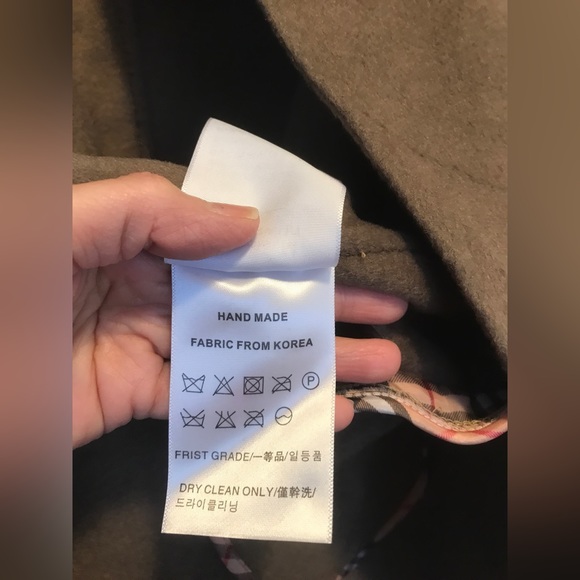 HAND MADE
FABRIC FROM KOREA
P
FRIST GRADE/一等品/일등품
DRY CLEAN ONLY/僅幹洗/
드라이클리닝